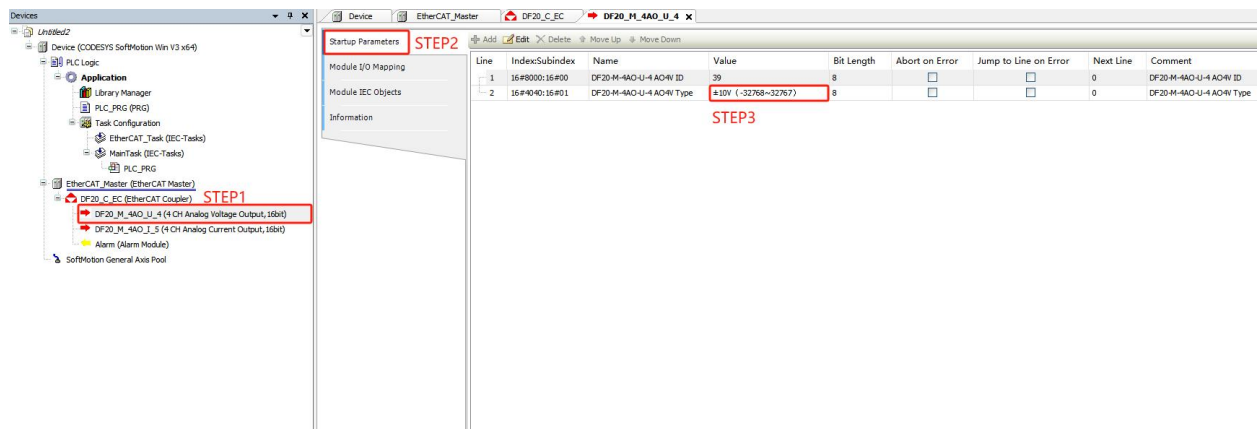 Devices
Untitled2
Device (CODESYS SoftMotion Win V3 x64)
PLC Logic
Application
Library Manager
PLC_PRG (PRG)
Task Configuration
EtherCAT_Task (IEC-Tasks)
MainTask (IEC-Tasks)
PLC_PRG
EtherCAT_Master (EtherCAT Master)
DF20_C_EC (EtherCAT Coupler) STEP1
DF20_M_4AO_U_4 (4 CH Analog Voltage Output,16bit)
DF20_M_4AO_I_5 (4 CH Analog Current Output,16bit)
Alarm (Alarm Module)
SoftMotion General Axis Pool
Device EtherCAT_Master DF20_C_EC DF20_M_4AO_U_4 X
Startup Parameters STEP2
Module I/O Mapping
Module IEC Objects
Information
Add Edit Delete Move Up Move Down
Line Index:Subindex Name Value Bit Length Abort on Error Jump to Line on Error Next Line Comment
1 16#8000:16#00 DF20-M-4AO-U-4 AO4V ID 39 8 0 DF20-M-4AO-U-4 AO4V ID
2 16#4040:16#01 DF20-M-4AO-U-4 AO4V Type ±10V (-32768~32767) 8 0 DF20-M-4AO-U-4 AO4V Type
STEP3